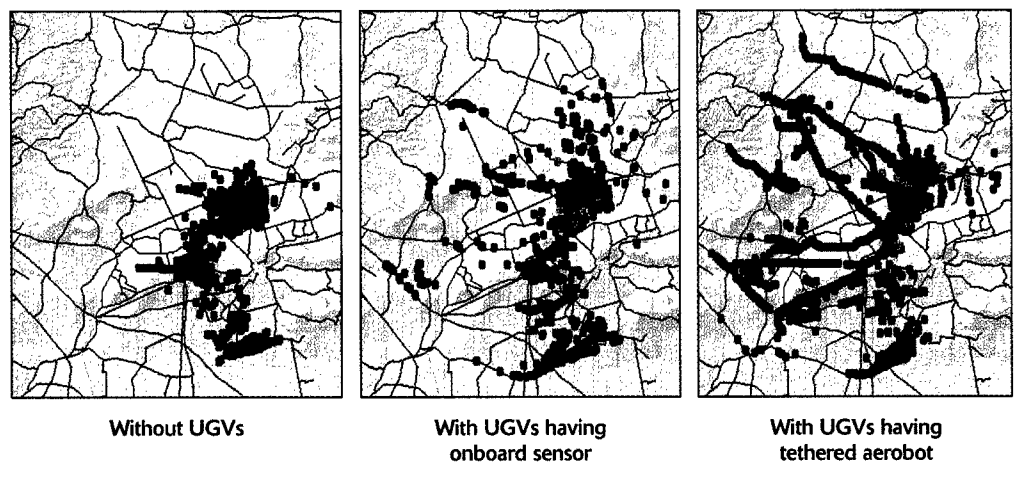 Without UGVs
With UGVs having
onboard sensor
With UGVs having
tethered aerobot